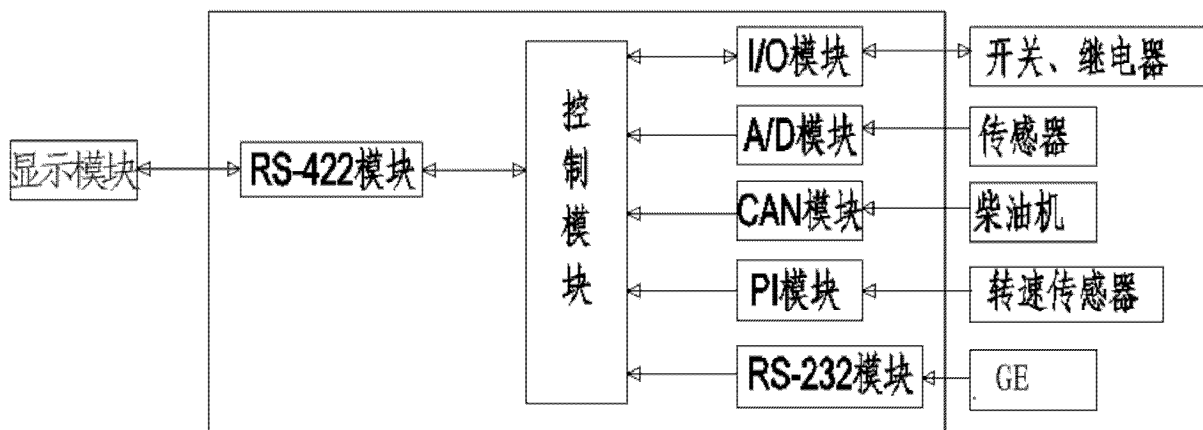 显示模块
RS-422模块
控制模块
I/O模块
开关、继电器
A/D模块
传感器
CAN模块
柴油机
PI模块
转速传感器
RS-232模块
GE